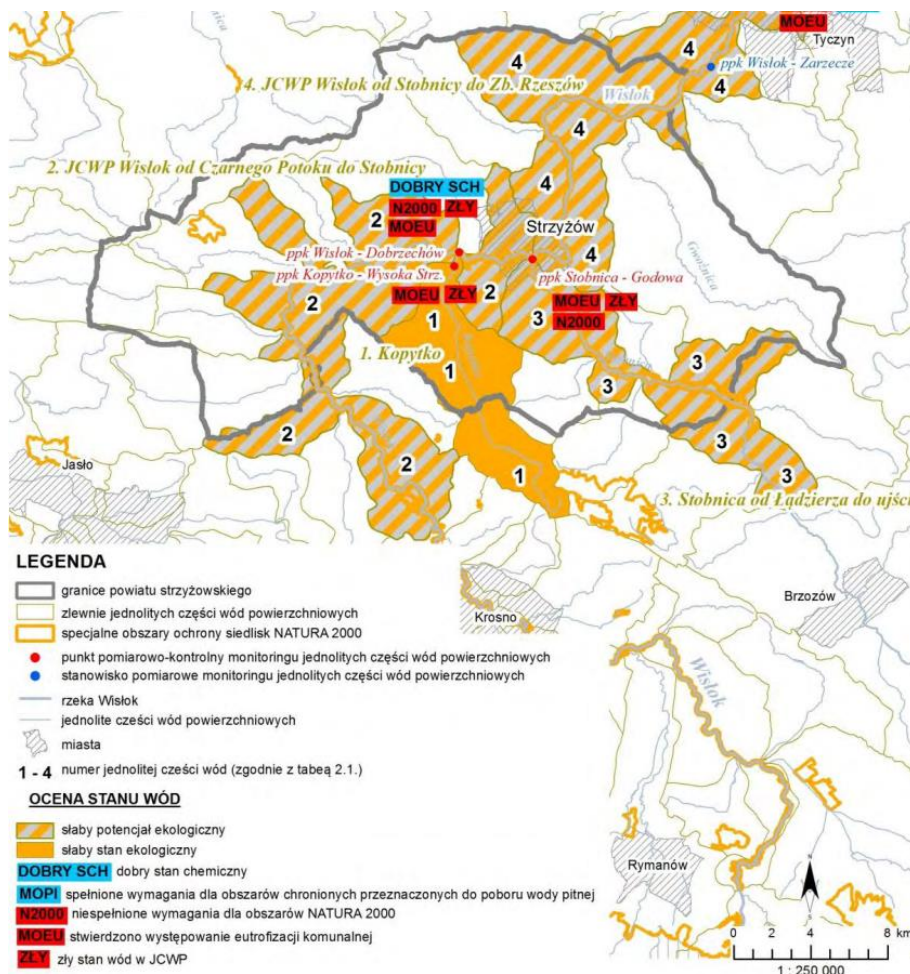 MOEU
Tyczyn
ppk Wisłok - Zarzecze
4
4
4
4
4. JCWP Wisłok od Stobnicy do Zb. Rzeszów
Wisłok
4
2. JCWP Wisłok od Czarnego Potoku do Stobnicy
DOBRY SCH
4
N2000 ZŁY
2
MOEU
Strzyżów
4
ppk Wisłok - Dobrzechów
ppk Kopytko - Wysoka Strz.
ppk Stobnica - Godowa
Gwoźnica
2
2
MOEU ZŁY
MOEU ZŁY
N2000
1
3
1. Kopytko
1
3
3
2
3
2
1
3
Jasło
3. Stobnica od Łądzierza do ujści
LEGENDA
granice powiatu strzyżowskiego
zlewnie jednolitych części wód powierzchniowych
specjalne obszary ochrony siedlisk NATURA 2000
punkt pomiarowo-kontrolny monitoringu jednolitych części wód powierzchniowych
stanowisko pomiarowe monitoringu jednolitych części wód powierzchniowych
rzeka Wisłok
jednolite cześci wód powierzchniowych
miasta
1 - 4 numer jednolitej części wód (zgodnie z tabeą 2.1.)
OCENA STANU WÓD
słaby potencjał ekologiczny
słaby stan ekologiczny
DOBRY SCH dobry stan chemiczny
MOPI spełnione wymagania dla obszarów chronionych przeznaczonych do poboru wody pitnej
N2000 niespełnione wymagania dla obszarów NATURA 2000
MOEU stwierdzono występowanie eutrofizacji komunalnej
ZŁY zły stan wód w JCWP
Krosno
Brzozów
Wisłok
Rymanów
N
S
0 2 4 8 km
1 : 250 000